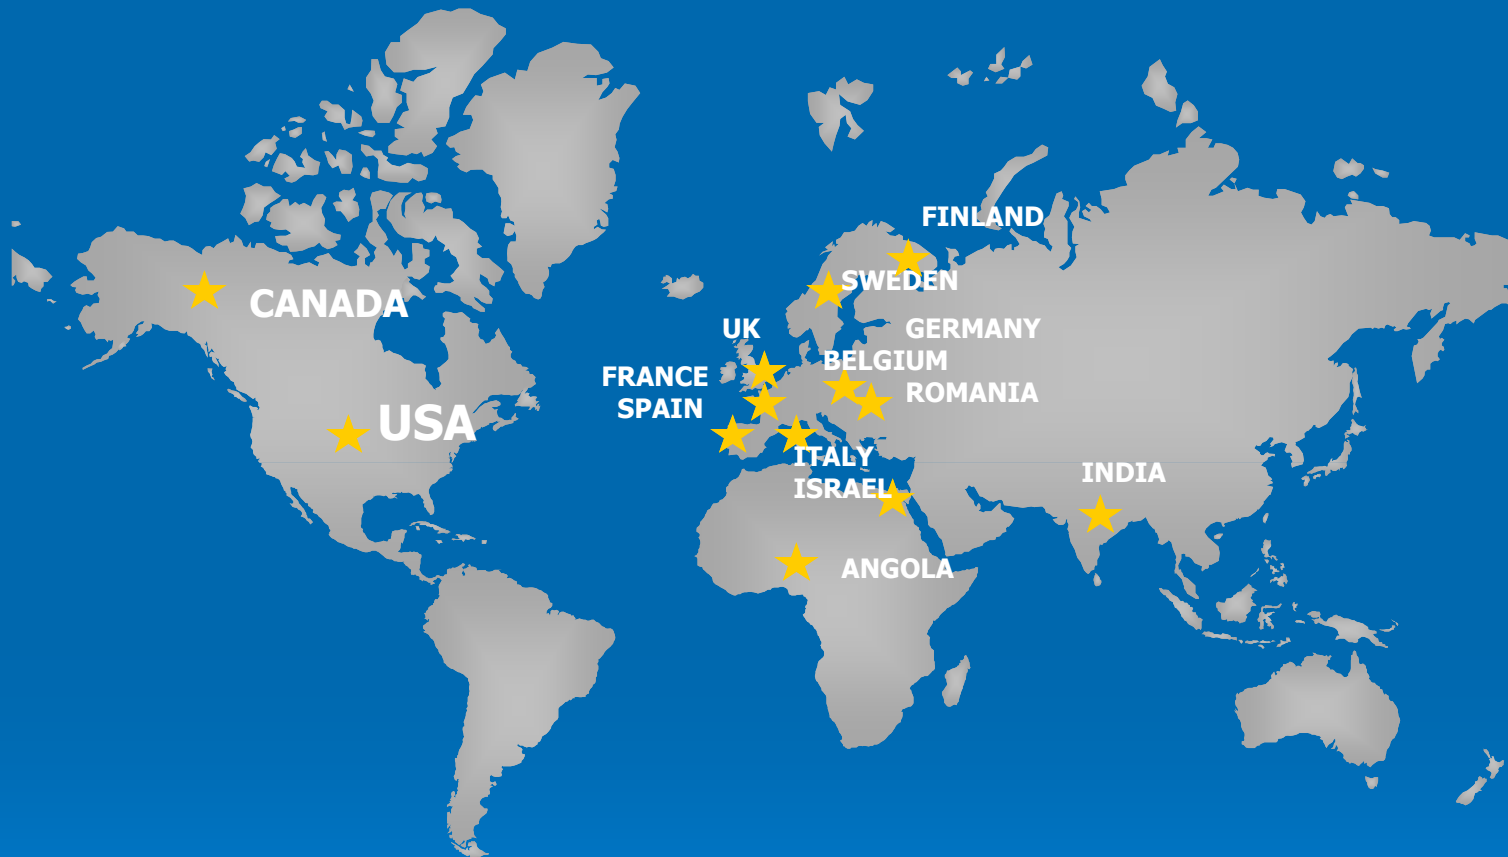 FINLAND
SWEDEN
CANADA
UK
GERMANY
BELGIUM
FRANCE
ROMANIA
SPAIN
USA
ITALY
INDIA
ISRAEL
ANGOLA